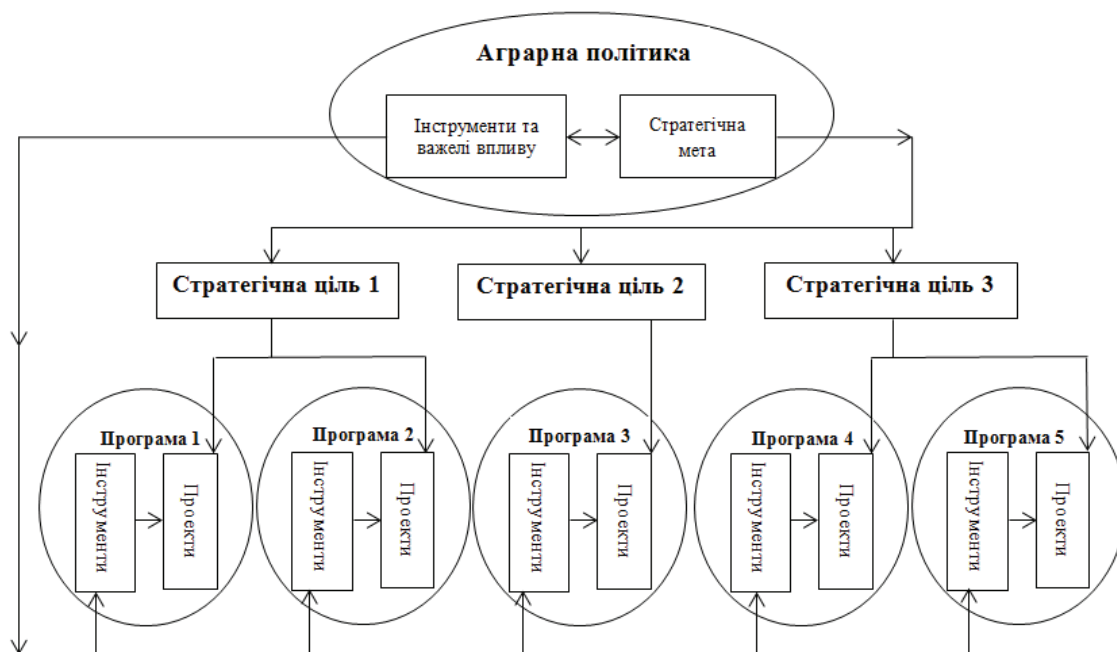 Аграрна політика
Інструменти та
важелі впливу
Стратегічна
мета
Стратегічна ціль 1
Стратегічна ціль 2
Стратегічна ціль 3
Програма 1
Інструменти
Проекти
Програма 2
Інструменти
Проекти
Програма 3
Інструменти
Проекти
Програма 4
Інструменти
Проекти
Програма 5
Інструменти
Проекти